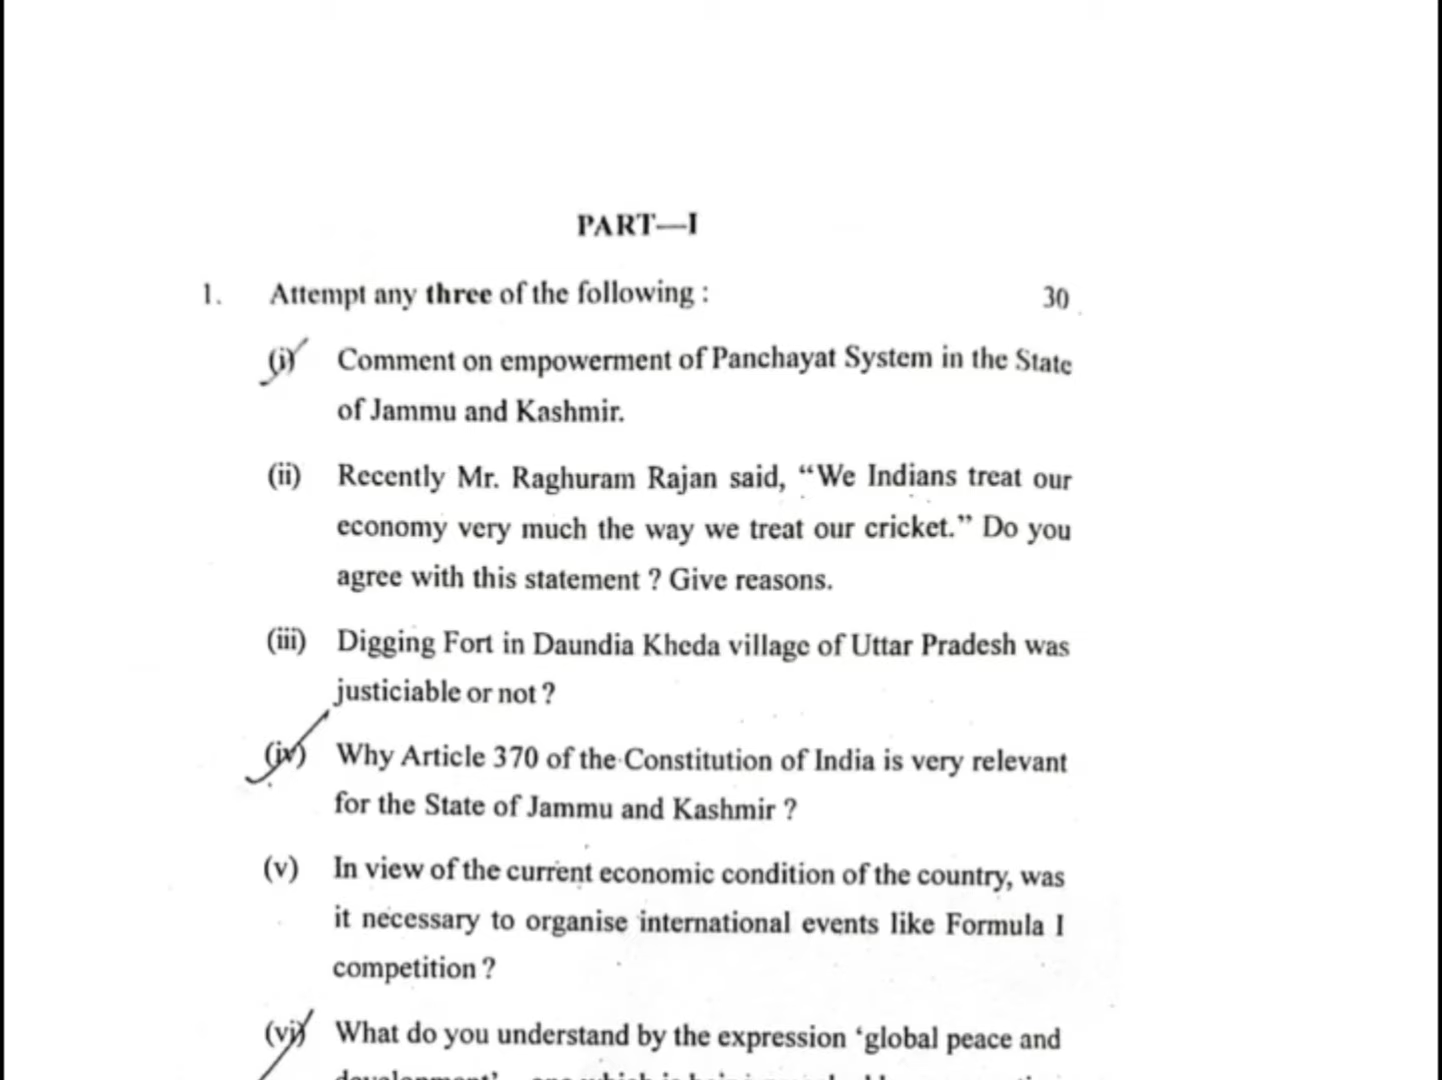 PART—I
1. Attempt any three of the following : 30
(i) Comment on empowerment of Panchayat System in the State
of Jammu and Kashmir.
(ii) Recently Mr. Raghuram Rajan said, “We Indians treat our
economy very much the way we treat our cricket.” Do you
agree with this statement ? Give reasons.
(iii) Digging Fort in Daundia Kheda village of Uttar Pradesh was
justiciable or not ?
(iv) Why Article 370 of the Constitution of India is very relevant
for the State of Jammu and Kashmir ?
(v) In view of the current economic condition of the country, was
it necessary to organise international events like Formula I
competition ?
(vi) What do you understand by the expression ‘global peace and